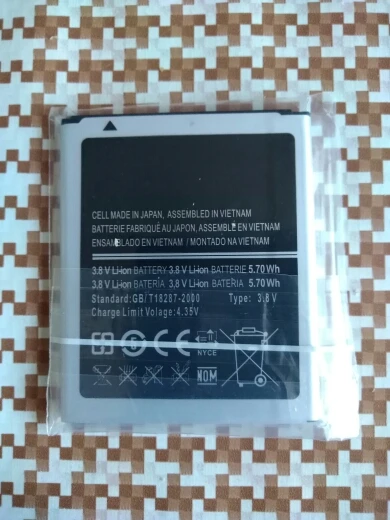 CELL MADE IN JAPAN, ASSEMBLED IN VIETNAM
BATTERIE FABRIQUÉ AU JAPON, ASSEMBLÉ EN VIETNAM
ENSAMBLADO EN VIETNAM / MONTADO NA VIETNAM
3.8 V Li-ion BATTERY 3.8 V Li-ion BATTERIE 5.70 Wh
3,8 V Li-ion BATERÍA 3,8 V Li-ion BATERIA 5.70 Wh
Standard:GB/T18287-2000 Type: 3.8 V
Charge Limit Volage:4.35V
CE
NYCE
NOM